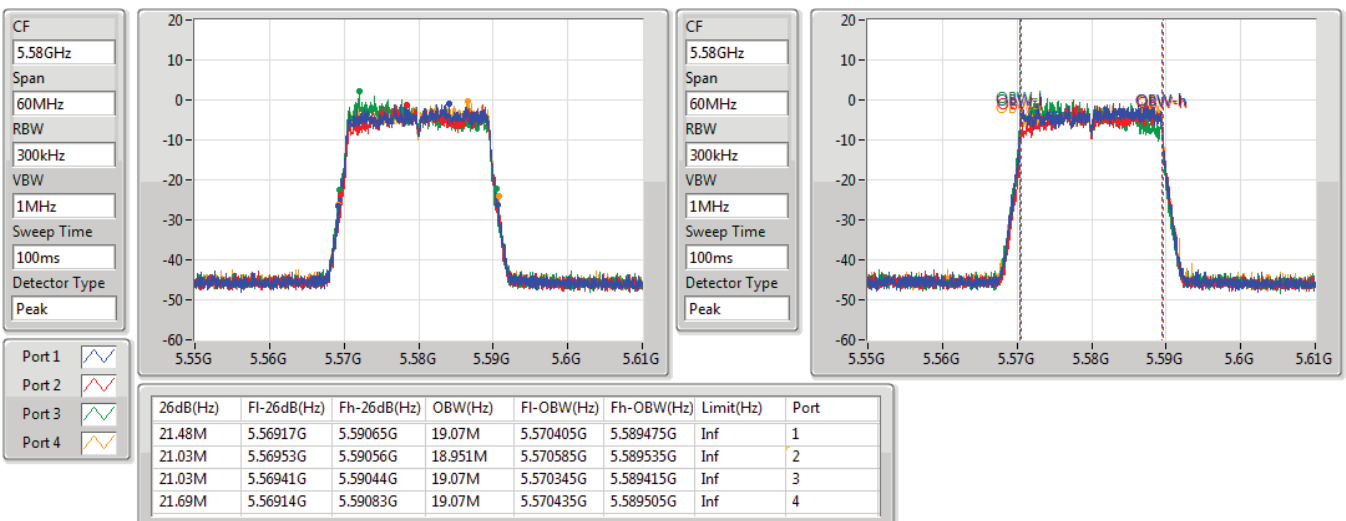 CF
5.58GHz
Span
60MHz
RBW
300kHz
VBW
1MHz
Sweep Time
100ms
Detector Type
Peak
Port 1
Port 2
Port 3
Port 4
20
10
0
-10
-20
-30
-40
-50
-60
5.55G 5.56G 5.57G 5.58G 5.59G 5.6G 5.61G
CF
5.58GHz
Span
60MHz
RBW
300kHz
VBW
1MHz
Sweep Time
100ms
Detector Type
Peak
20
10
0
-10
-20
-30
-40
-50
-60
OBW-l OBW-h
5.55G 5.56G 5.57G 5.58G 5.59G 5.6G 5.61G
26dB(Hz) Fl-26dB(Hz) Fh-26dB(Hz) OBW(Hz) Fl-OBW(Hz) Fh-OBW(Hz) Limit(Hz) Port
21.48M 5.56917G 5.59065G 19.07M 5.570405G 5.589475G Inf 1
21.03M 5.56953G 5.59056G 18.951M 5.570585G 5.589535G Inf 2
21.03M 5.56941G 5.59044G 19.07M 5.570345G 5.589415G Inf 3
21.69M 5.56914G 5.59083G 19.07M 5.570435G 5.589505G Inf 4